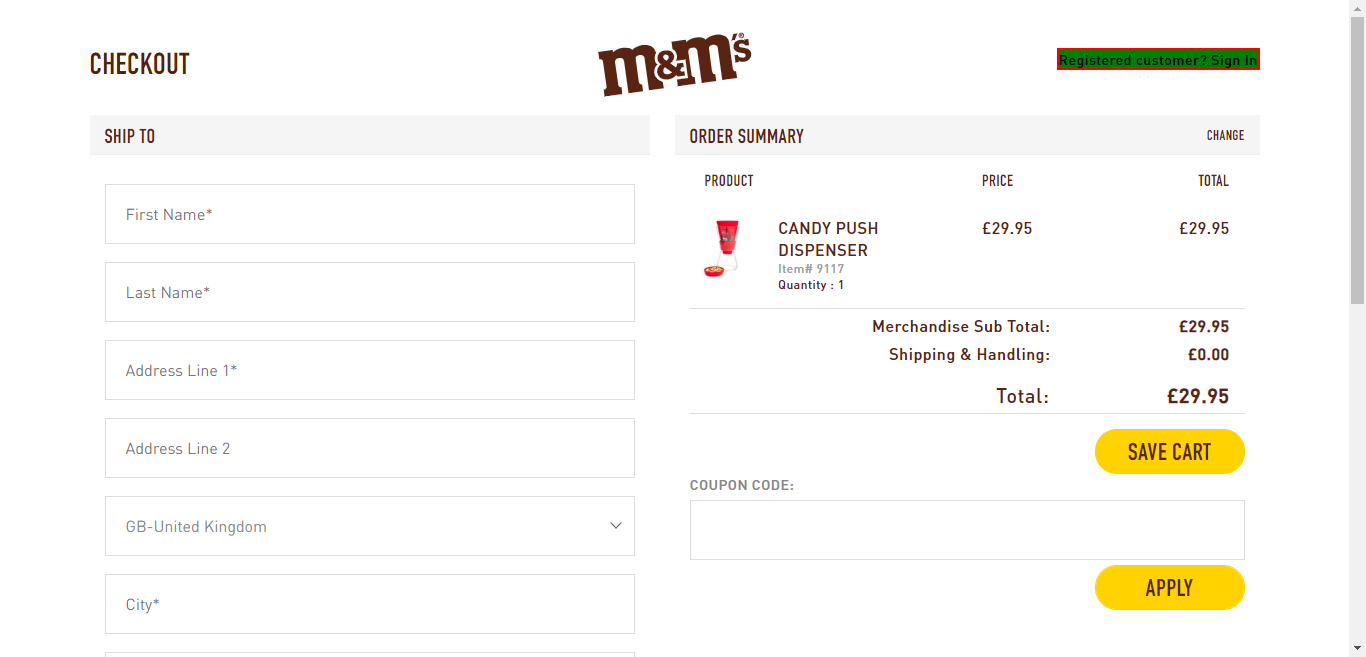 CHECKOUT
m&m's®
Registered customer? Sign In
SHIP TO
First Name*
Last Name*
Address Line 1*
Address Line 2
GB-United Kingdom
City*
ORDER SUMMARY
CHANGE
PRODUCT PRICE TOTAL
CANDY PUSH £29.95 £29.95
DISPENSER
Item# 9117
Quantity : 1
Merchandise Sub Total: £29.95
Shipping & Handling: £0.00
Total: £29.95
SAVE CART
COUPON CODE:
APPLY